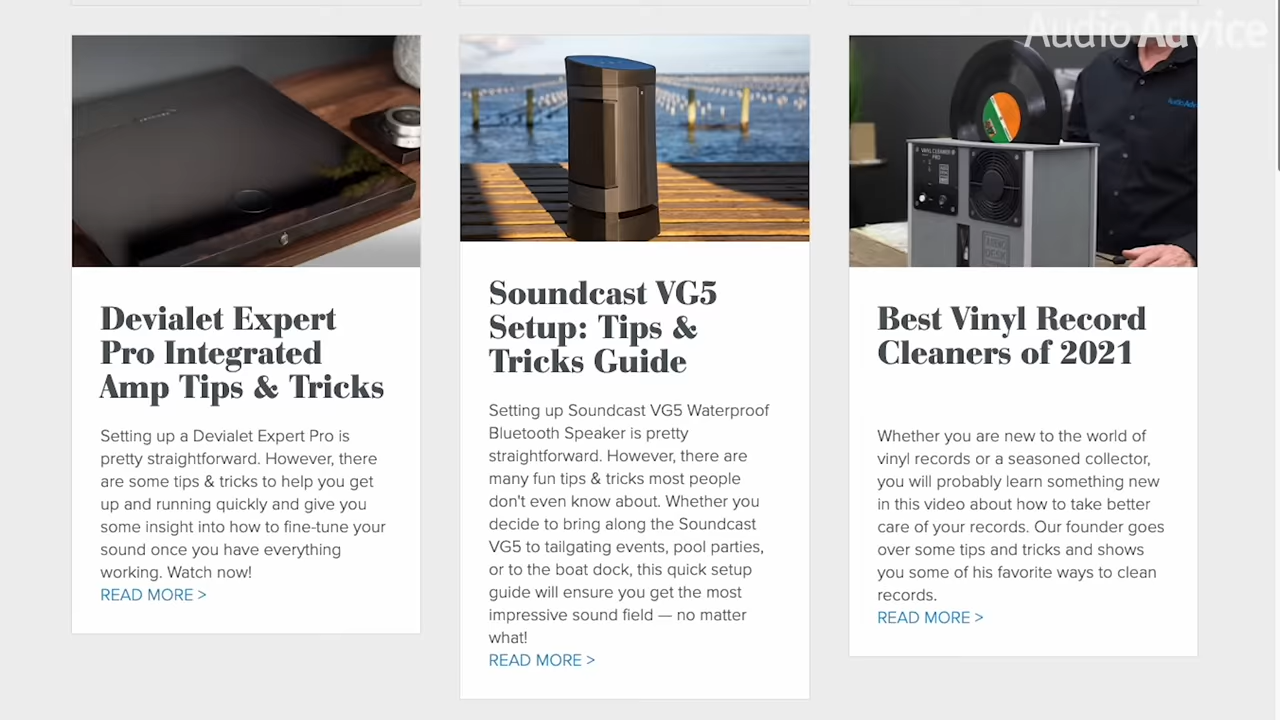 Audio Advice
Devialet Expert
Pro Integrated
Amp Tips & Tricks
Setting up a Devialet Expert Pro is
pretty straightforward. However, there
are some tips & tricks to help you get
up and running quickly and give you
some insight into how to fine-tune your
sound once you have everything
working. Watch now!
READ MORE >
Soundcast VG5
Setup: Tips &
Tricks Guide
Setting up Soundcast VG5 Waterproof
Bluetooth Speaker is pretty
straightforward. However, there are
many fun tips & tricks most people
don't even know about. Whether you
decide to bring along the Soundcast
VG5 to tailgating events, pool parties,
or to the boat dock, this quick setup
guide will ensure you get the most
impressive sound field — no matter
what!
READ MORE >
VINYL CLEANER
PRO
AUDIO
DESK
Best Vinyl Record
Cleaners of 2021
Whether you are new to the world of
vinyl records or a seasoned collector,
you will probably learn something new
in this video about how to take better
care of your records. Our founder goes
over some tips and tricks and shows
you some of his favorite ways to clean
records.
READ MORE >